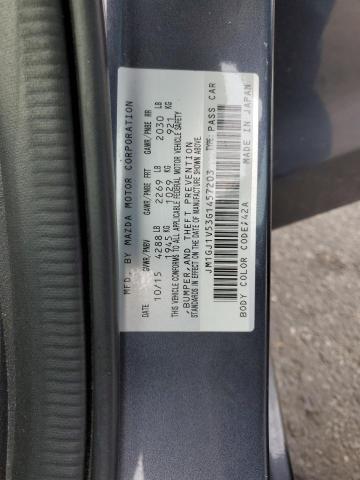 MFD. BY MAZDA MOTOR CORPORATION
10/15 GVWR/PNBV GAWR/PNBE FRT GAWR/PNBE RR
4288 LB 2269 LB 2030 LB
1945 KG 1029 KG 921 KG
THIS VEHICLE CONFORMS TO ALL APPLICABLE FEDERAL MOTOR VEHICLE SAFETY
,BUMPER,AND THEFT PREVENTION
STANDARDS IN EFFECT ON THE DATE OF MANUFACTURE SHOWN ABOVE.
JM1GJ1V53G1457203 TYPE PASS CAR
BODY COLOR CODE:42A MADE IN JAPAN